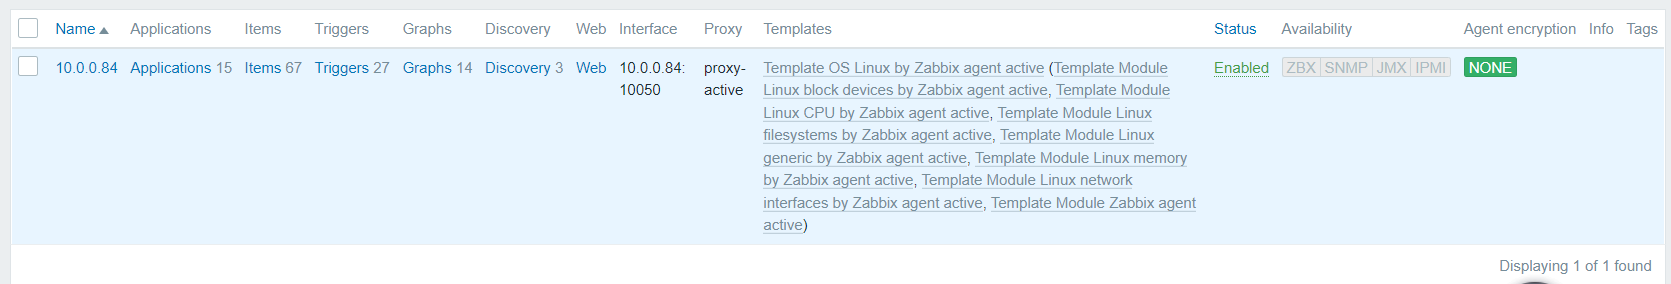 Name Applications Items Triggers Graphs Discovery Web Interface Proxy Templates Status Availability Agent encryption Info Tags
10.0.0.84 Applications 15 Items 67 Triggers 27 Graphs 14 Discovery 3 Web 10.0.0.84: proxy- Template OS Linux by Zabbix agent active (Template Module Enabled ZBX SNMP JMX IPMI NONE
10050 active Linux block devices by Zabbix agent active, Template Module
Linux CPU by Zabbix agent active, Template Module Linux
filesystems by Zabbix agent active, Template Module Linux
generic by Zabbix agent active, Template Module Linux memory
by Zabbix agent active, Template Module Linux network
interfaces by Zabbix agent active, Template Module Zabbix agent
active)
Displaying 1 of 1 found